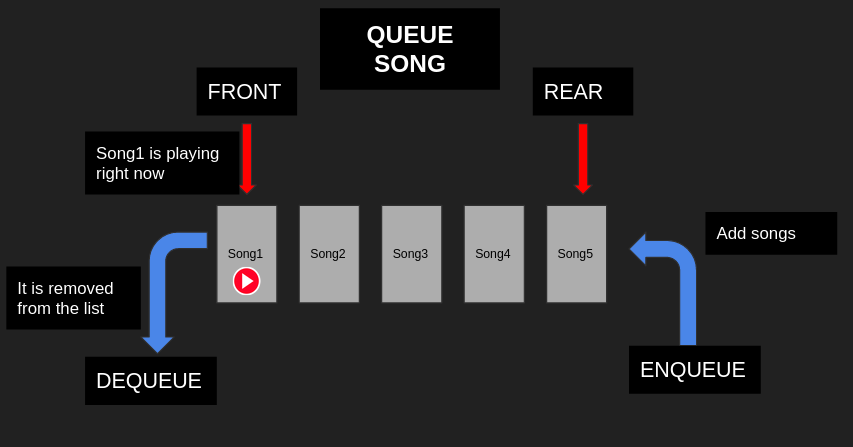 QUEUE
SONG
FRONT
REAR
Song1 is playing
right now
Add songs
Song1
Song2
Song3
Song4
Song5
It is removed
from the list
DEQUEUE
ENQUEUE